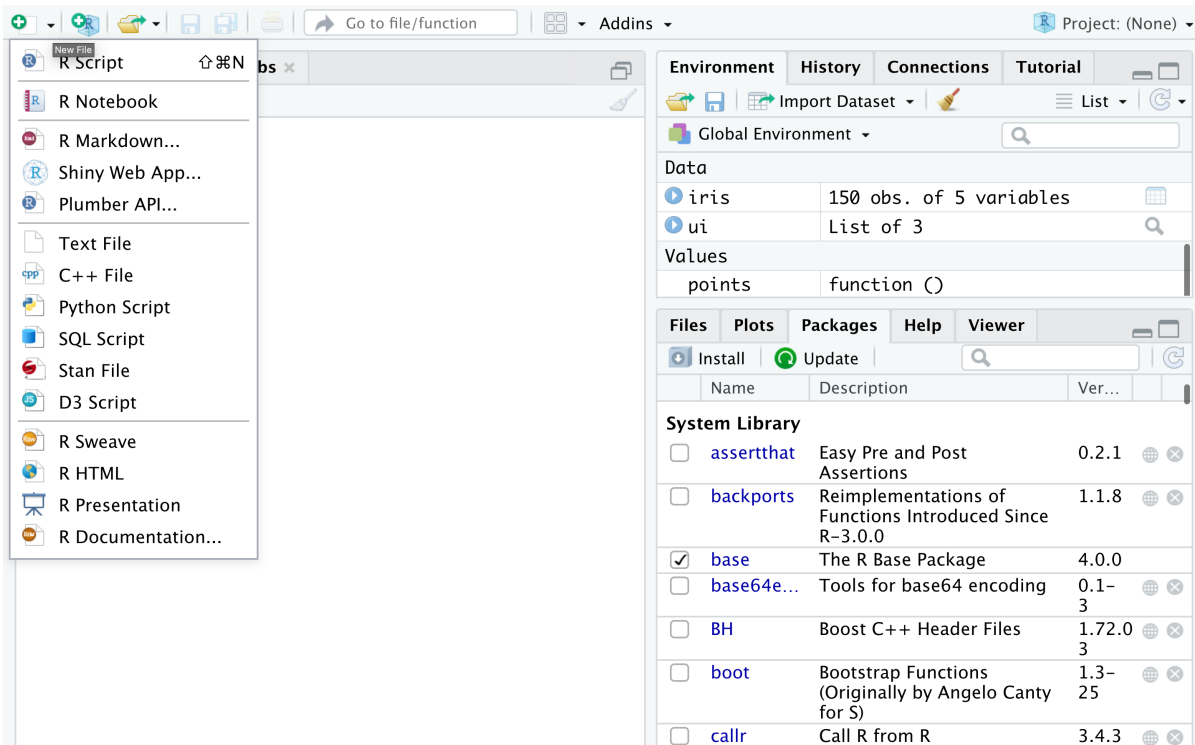 Go to file/function
Addins
Project: (None)
New File
R Script ⇧⌘N
R Notebook
R Markdown...
Shiny Web App...
Plumber API...
Text File
C++ File
Python Script
SQL Script
Stan File
D3 Script
R Sweave
R HTML
R Presentation
R Documentation...
bs
Environment History Connections Tutorial
Import Dataset List
Global Environment
Data
iris 150 obs. of 5 variables
ui List of 3
Values
points function ()
Files Plots Packages Help Viewer
Install Update
Name Description Ver...
System Library
assertthat Easy Pre and Post 0.2.1
Assertions
backports Reimplementations of 1.1.8
Functions Introduced Since
R-3.0.0
base The R Base Package 4.0.0
base64e... Tools for base64 encoding 0.1-
3
BH Boost C++ Header Files 1.72.0
3
boot Bootstrap Functions 1.3-
(Originally by Angelo Canty 25
for S)
callr Call R from R 3.4.3